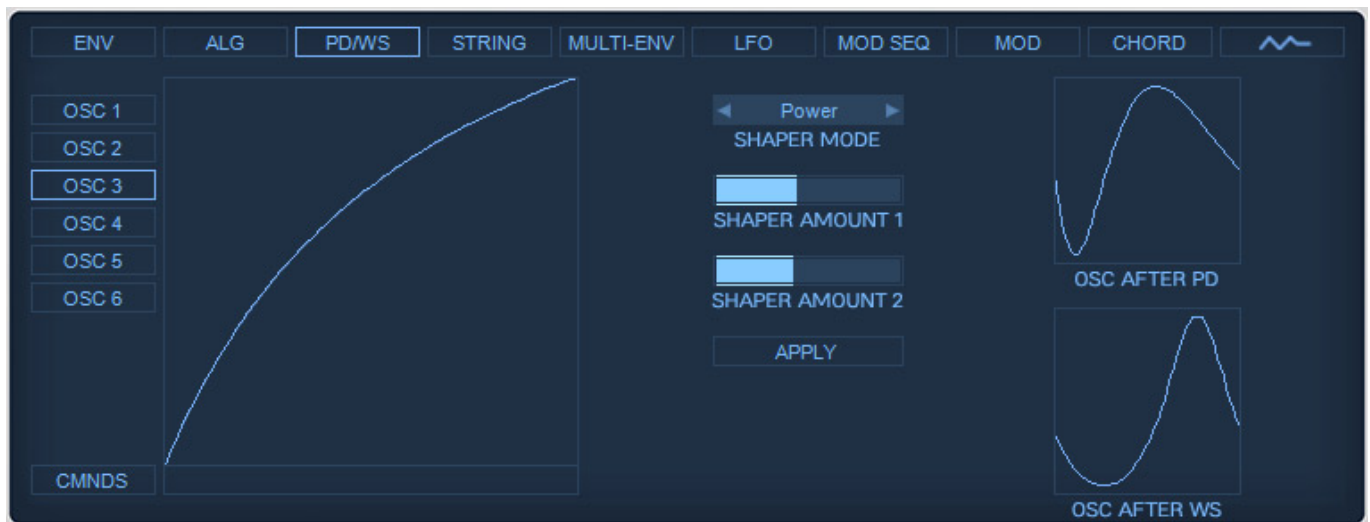 ENV ALG PD/WS STRING MULTI-ENV LFO MOD SEQ MOD CHORD
OSC 1
OSC 2
OSC 3
OSC 4
OSC 5
OSC 6
CMNDS
Power
SHAPER MODE
SHAPER AMOUNT 1
SHAPER AMOUNT 2
APPLY
OSC AFTER PD
OSC AFTER WS